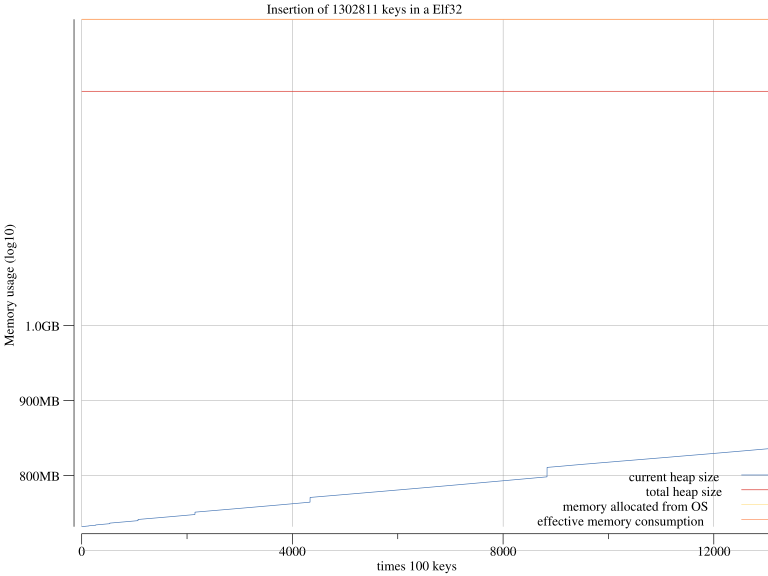 Insertion of 1302811 keys in a Elf32
Memory usage (log10)
1.0GB
900MB
800MB
current heap size
total heap size
memory allocated from OS
effective memory consumption
0 4000 8000 12000
times 100 keys